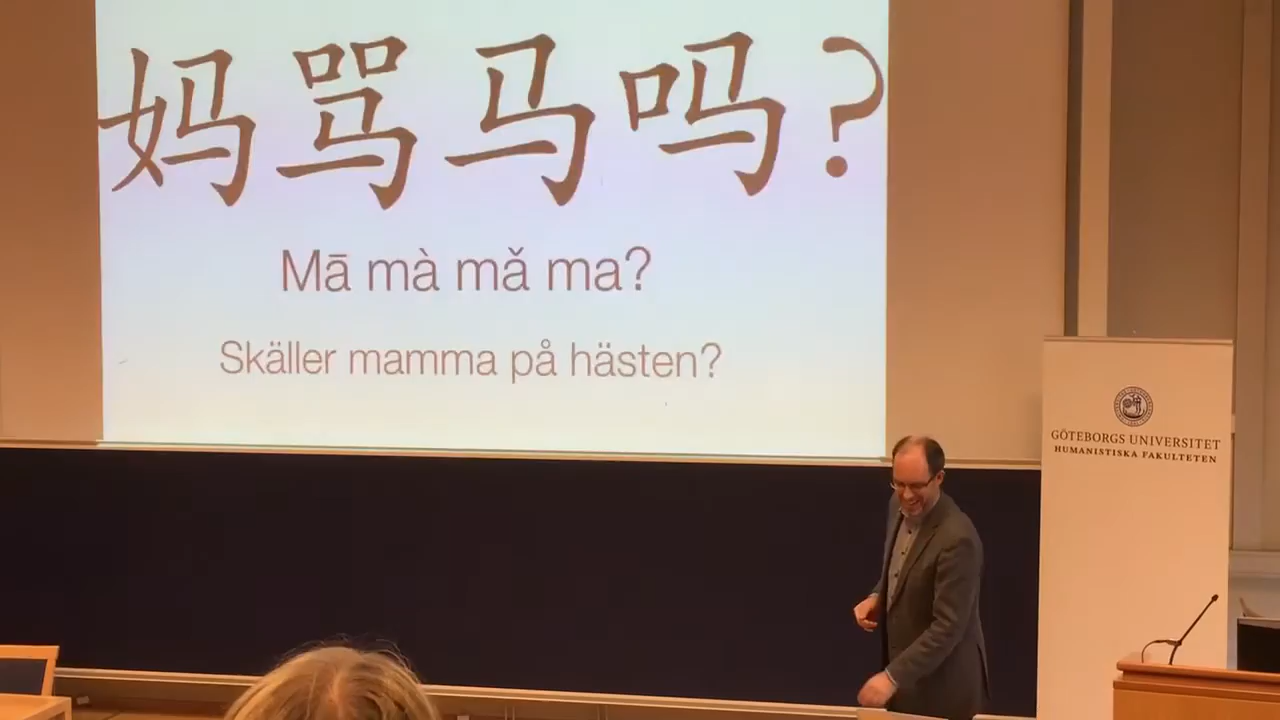 妈骂马吗?
Mā mà mǎ ma?
Skäller mamma på hästen?
GÖTEBORGS UNIVERSITET
HUMANISTISKA FAKULTETEN